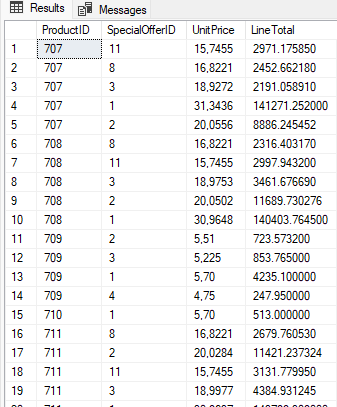 Results Messages
ProductID SpecialOfferID UnitPrice LineTotal
1 707 11 15,7455 2971.175850
2 707 8 16,8221 2452.662180
3 707 3 18,9272 2191.058910
4 707 1 31,3436 141271.252000
5 707 2 20,0556 8886.245452
6 708 8 16,8221 2316.403170
7 708 11 15,7455 2997.943200
8 708 3 18,9753 3461.676690
9 708 2 20,0502 11689.730276
10 708 1 30,9648 140403.764500
11 709 2 5,51 723.573200
12 709 3 5,225 853.765000
13 709 1 5,70 4235.100000
14 709 4 4,75 247.950000
15 710 1 5,70 513.000000
16 711 8 16,8221 2679.760530
17 711 2 20,0284 11421.237324
18 711 11 15,7455 3131.779950
19 711 3 18,9977 4384.931245